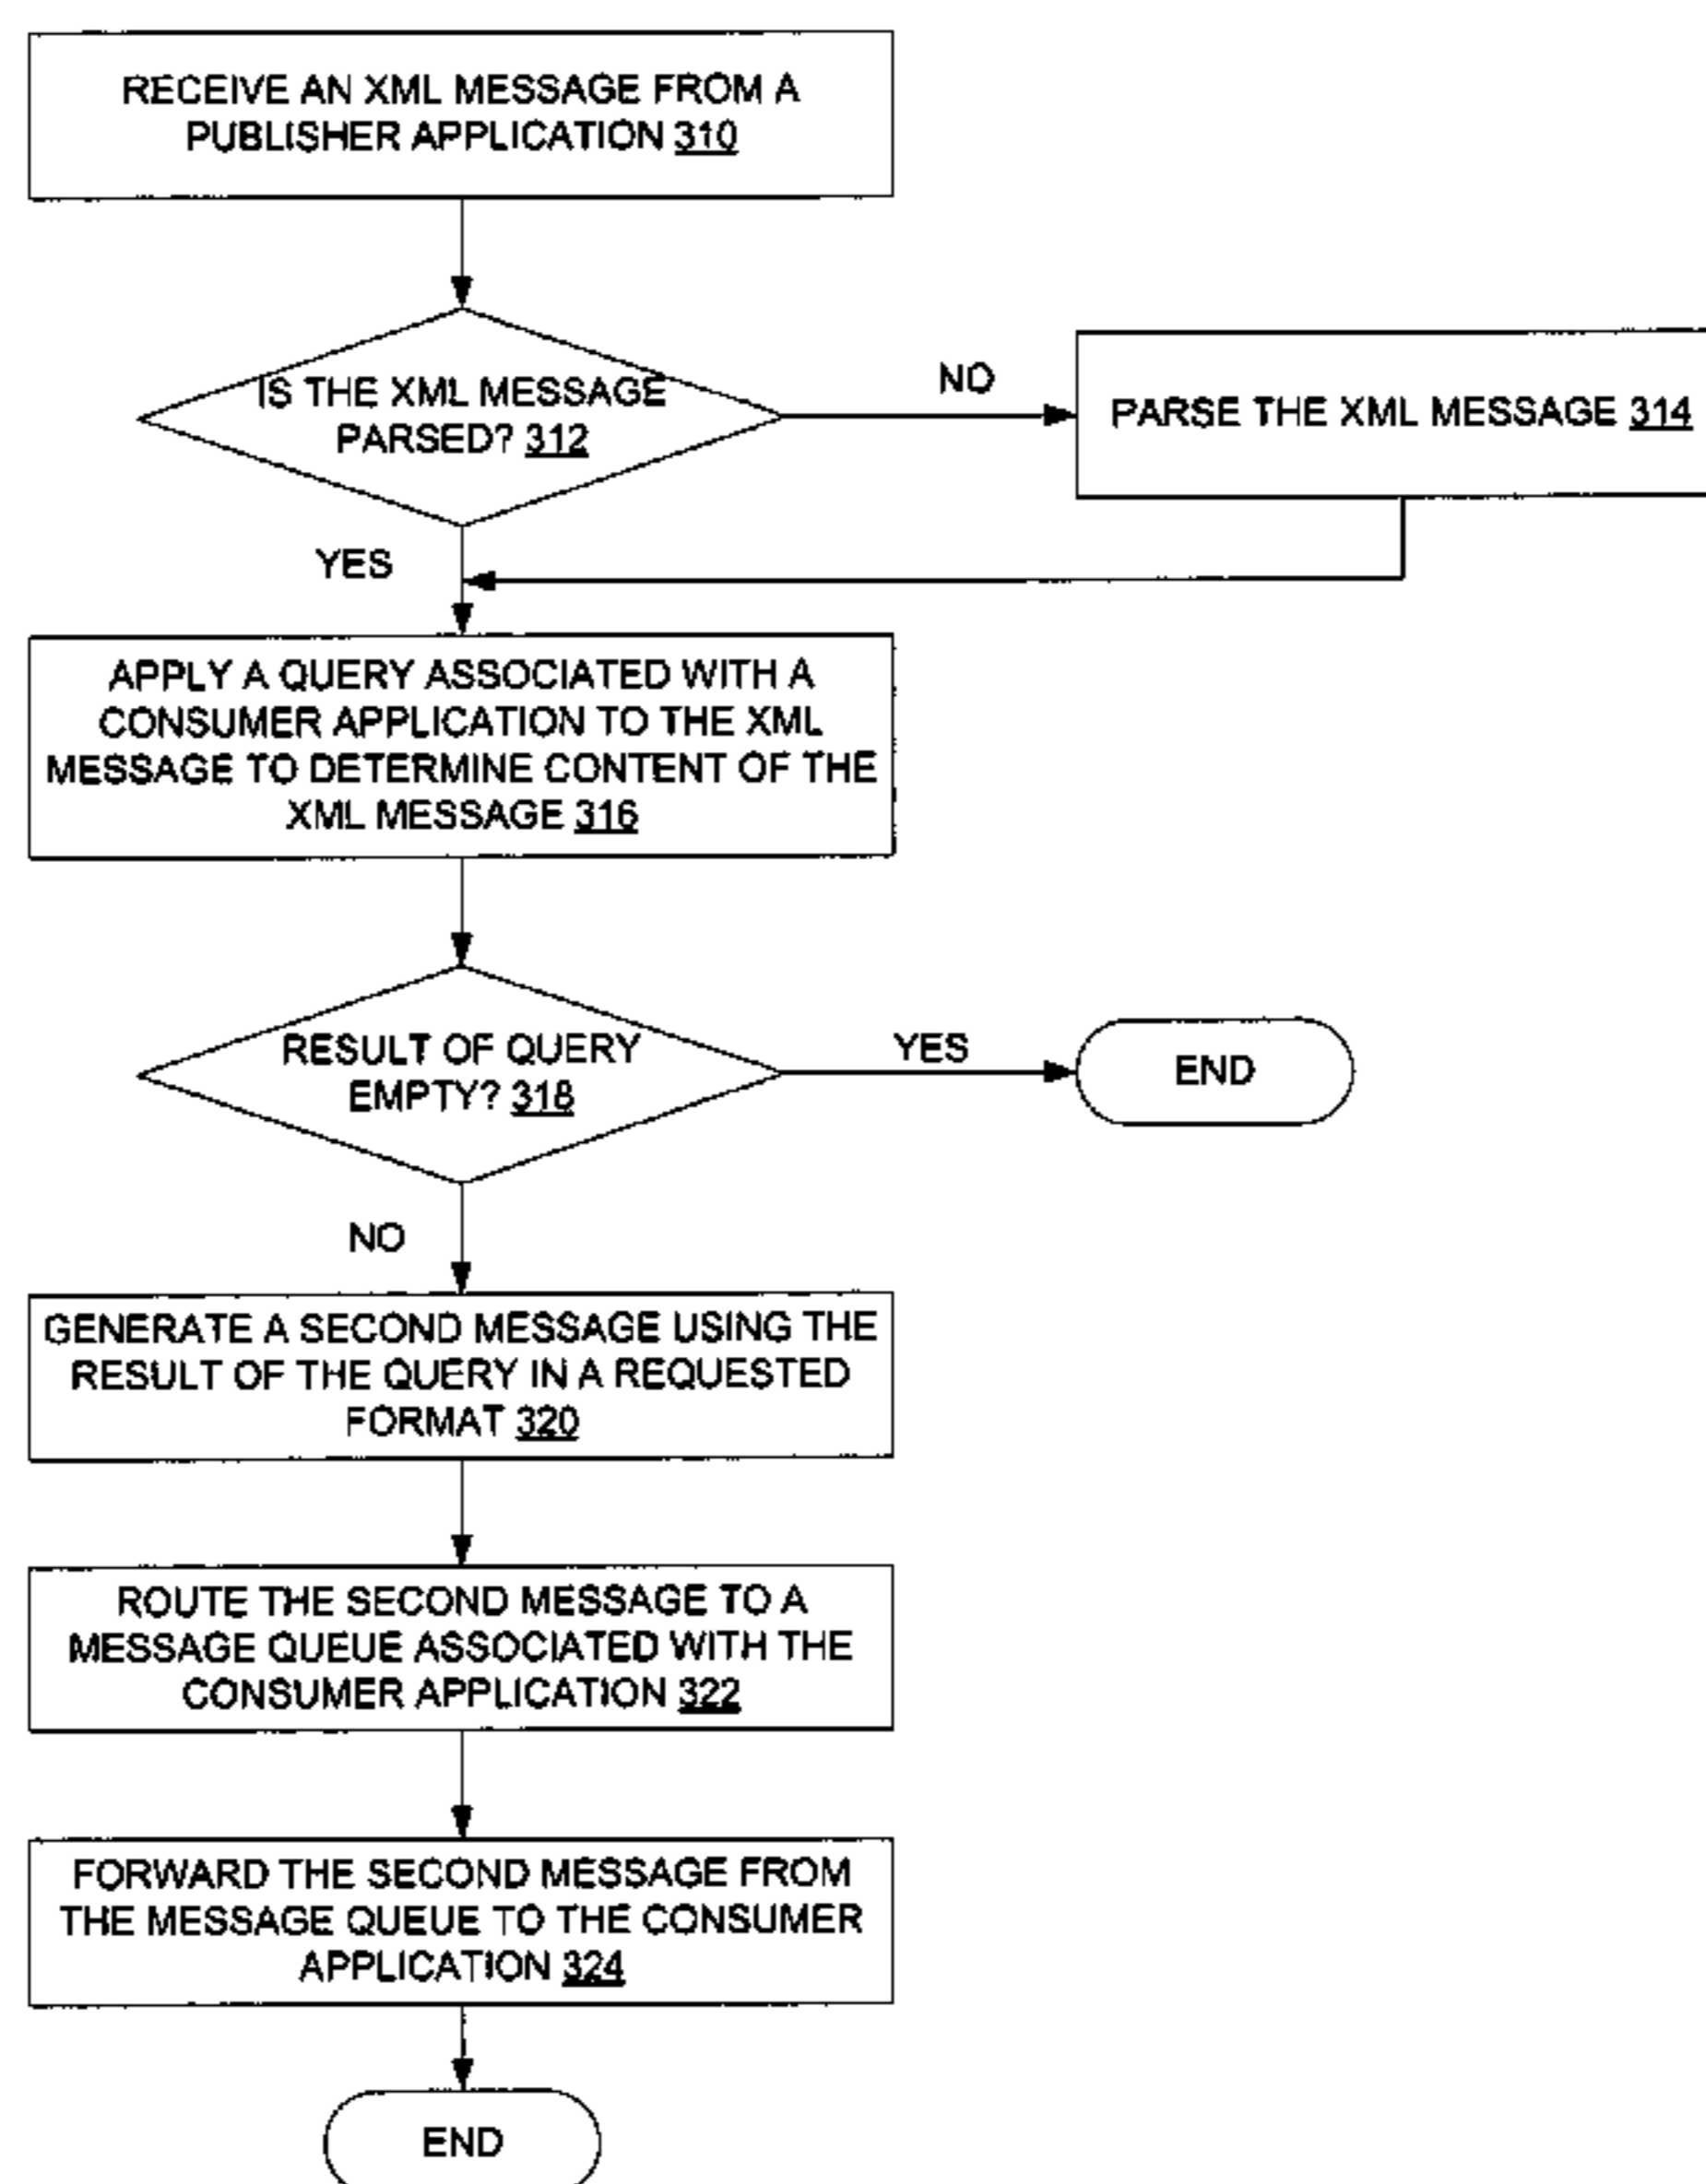 RECEIVE AN XML MESSAGE FROM A
PUBLISHER APPLICATION 310
IS THE XML MESSAGE
PARSED? 312
NO
PARSE THE XML MESSAGE 314
YES
APPLY A QUERY ASSOCIATED WITH A
CONSUMER APPLICATION TO THE XML
MESSAGE TO DETERMINE CONTENT OF THE
XML MESSAGE 316
RESULT OF QUERY
EMPTY? 318
YES
END
NO
GENERATE A SECOND MESSAGE USING THE
RESULT OF THE QUERY IN A REQUESTED
FORMAT 320
ROUTE THE SECOND MESSAGE TO A
MESSAGE QUEUE ASSOCIATED WITH THE
CONSUMER APPLICATION 322
FORWARD THE SECOND MESSAGE FROM
THE MESSAGE QUEUE TO THE CONSUMER
APPLICATION 324
END